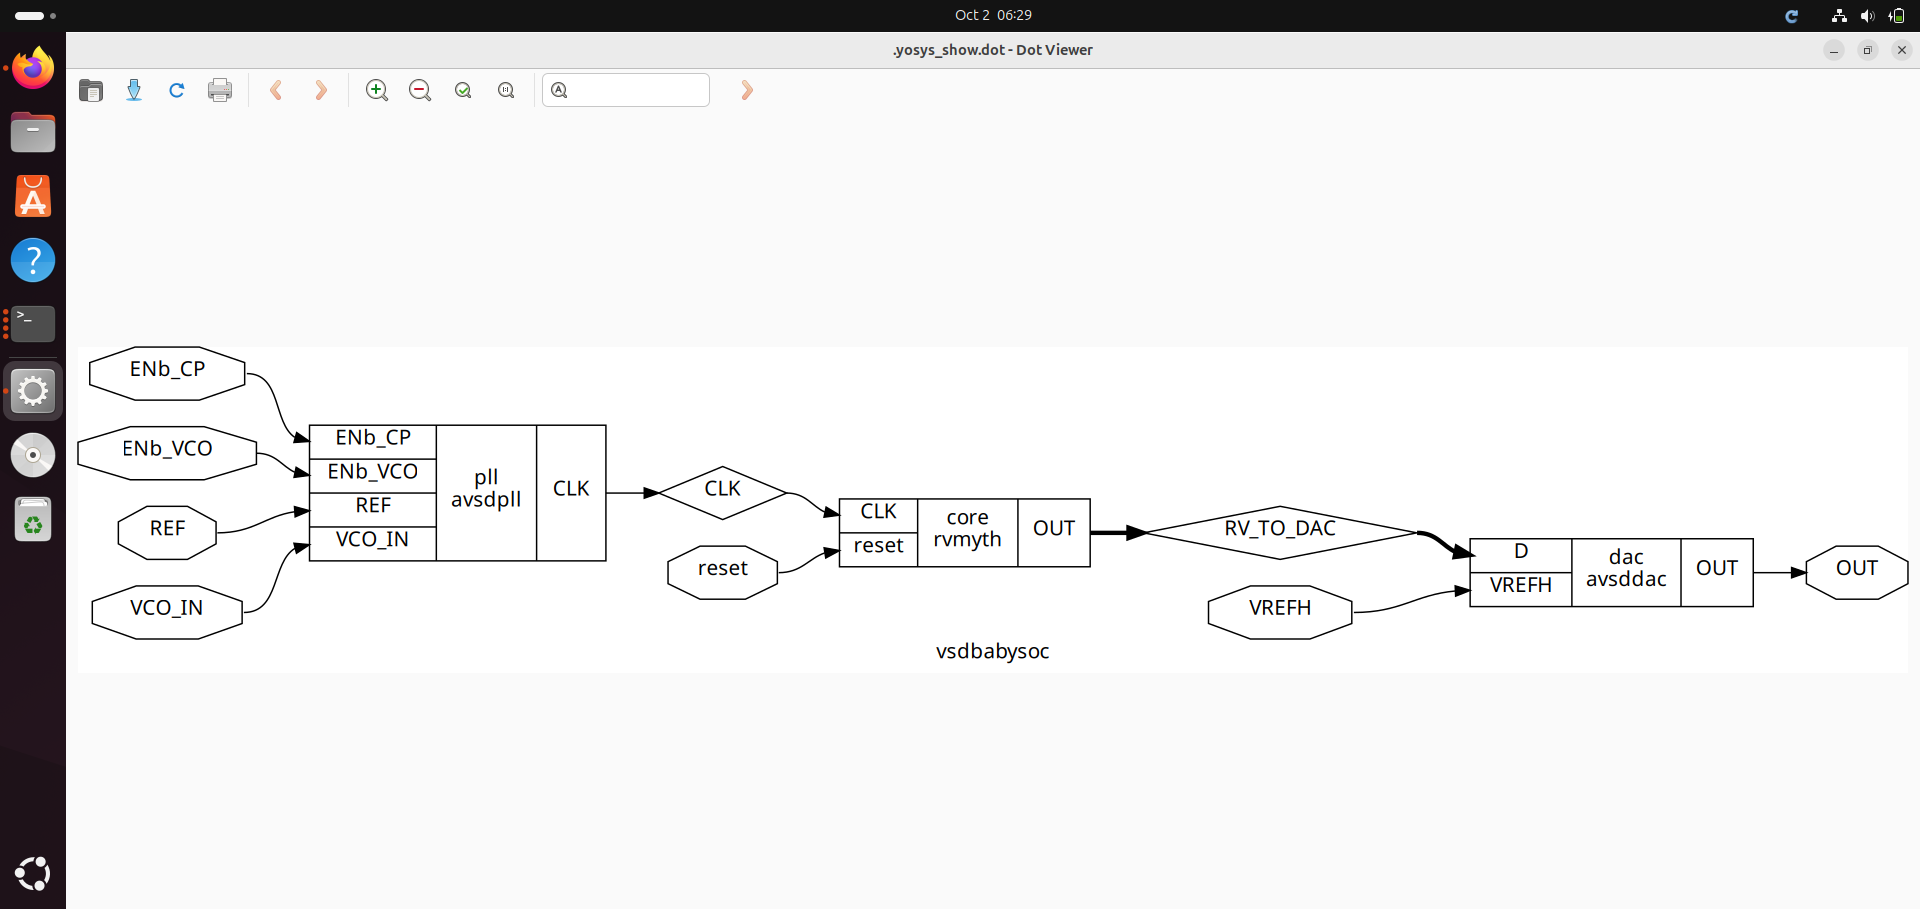 Oct 2 06:29
.yosys_show.dot - Dot Viewer
ENb_CP
ENb_VCO
REF
VCO_IN
ENb_CP
ENb_VCO
REF
VCO_IN
pll
avsdpll
CLK
CLK
reset
CLK
reset
core
rvmyth
OUT
RV_TO_DAC
VREFH
D
VREFH
dac
avsddac
OUT
OUT
vsdbabysoc